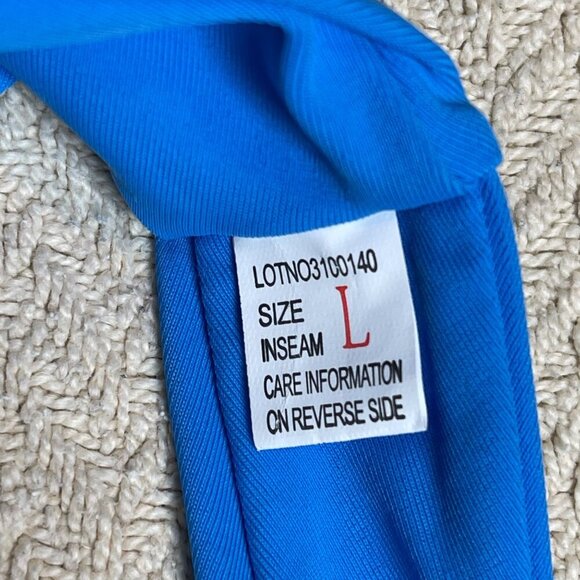 LOTNO3100140
SIZE L
INSEAM
CARE INFORMATION
ON REVERSE SIDE